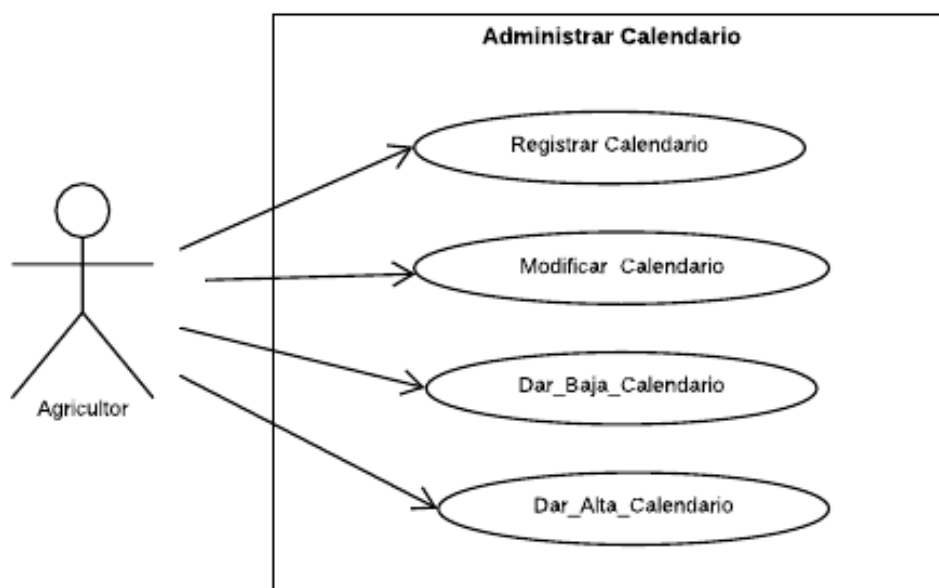 Administrar Calendario
Registrar Calendario
Modificar Calendario
Dar_Baja_Calendario
Agricultor
Dar_Alta_Calendario